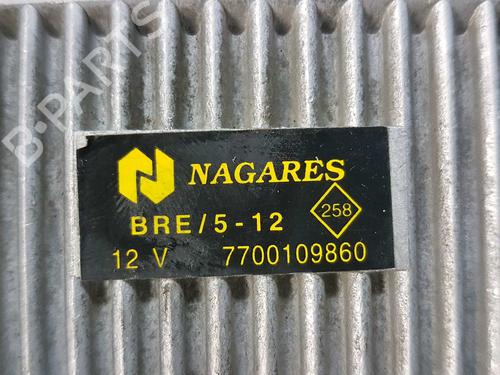 B-PARTS
NAGARES
BRE/5-12
258
12 V 7700109860